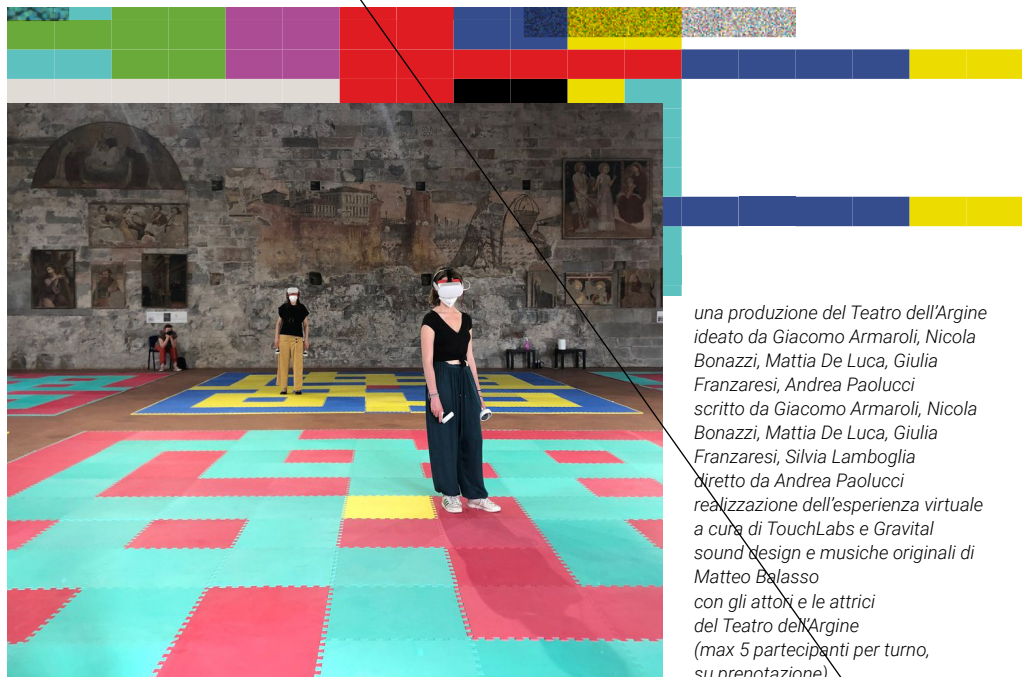 una produzione del Teatro dell'Argine
ideato da Giacomo Armaroli, Nicola
Bonazzi, Mattia De Luca, Giulia
Franzaresi, Andrea Paolucci
scritto da Giacomo Armaroli, Nicola
Bonazzi, Mattia De Luca, Giulia
Franzaresi, Silvia Lamboglia
diretto da Andrea Paolucci
realizzazione dell'esperienza virtuale
a cura di TouchLabs e Gravital
sound design e musiche originali di
Matteo Balasso
con gli attori e le attrici
del Teatro dell'Argine
(max 5 partecipanti per turno,
su prenotazione)